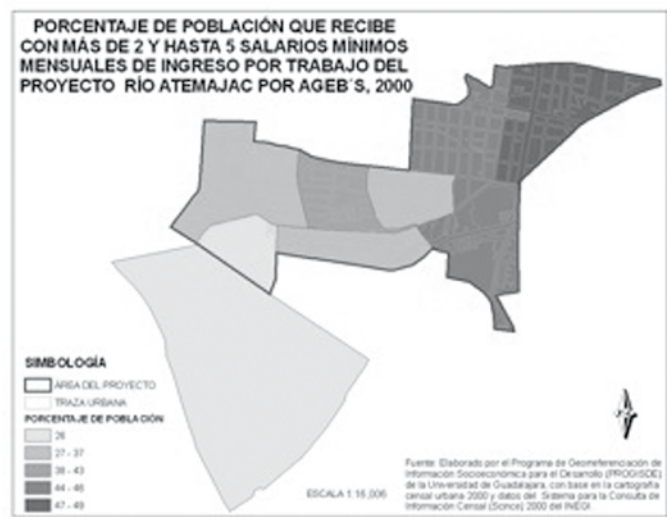 PORCENTAJE DE POBLACIÓN QUE RECIBE
CON MÁS DE 2 Y HASTA 5 SALARIOS MÍNIMOS
MENSUALES DE INGRESO POR TRABAJO DEL
PROYECTO RÍO ATEMAJAC POR AGEB´S, 2000
SIMBOLOGÍA
ÁREA DEL PROYECTO
TRAZA URBANA
PORCENTAJE DE POBLACIÓN
26
27 - 37
38 - 43
44 - 46
47 - 49
ESCALA 1:16,006
Fuente: Elaborado por el Programa de Georreferenciación de
Información Socioeconómica para el Desarrollo (PROGISDE)
de la Universidad de Guadalajara, con base en la cartografía
censal urbana 2000 y datos del Sistema para la Consulta de
Información Censal (Scince) 2000 del INEGI.